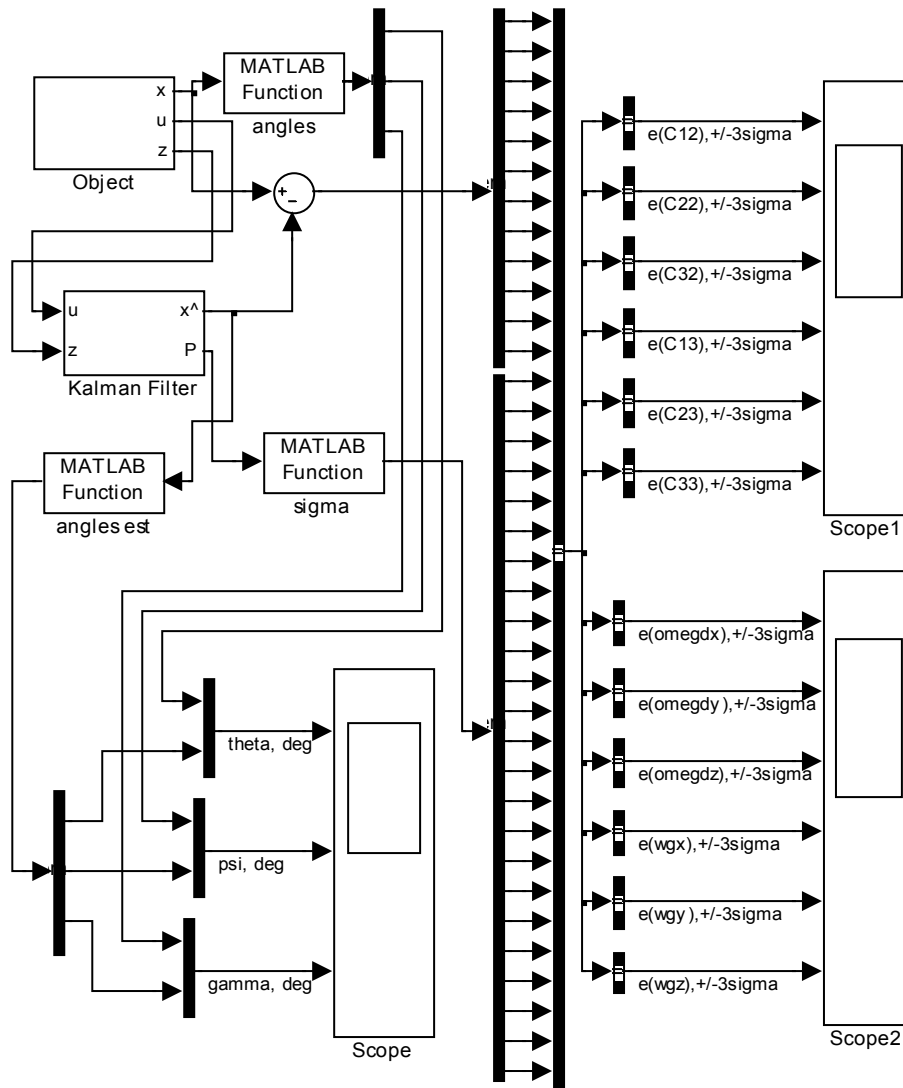 MATLAB
Function
angles
x
u
z
Object
+
−
u
z
x^
P
Kalman Filter
MATLAB
Function
angles est
MATLAB
Function
sigma
theta, deg
psi, deg
gamma, deg
Scope
e(C12),+/-3sigma
e(C22),+/-3sigma
e(C32),+/-3sigma
e(C13),+/-3sigma
e(C23),+/-3sigma
e(C33),+/-3sigma
Scope1
e(omegdx),+/-3sigma
e(omegdy),+/-3sigma
e(omegdz),+/-3sigma
e(wgx),+/-3sigma
e(wgy),+/-3sigma
e(wgz),+/-3sigma
Scope2